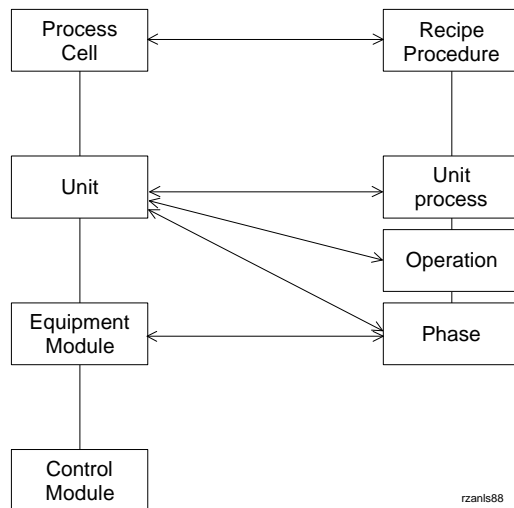 Process
Cell
Recipe
Procedure
Unit
Unit
process
Operation
Equipment
Module
Phase
Control
Module
rzanls88